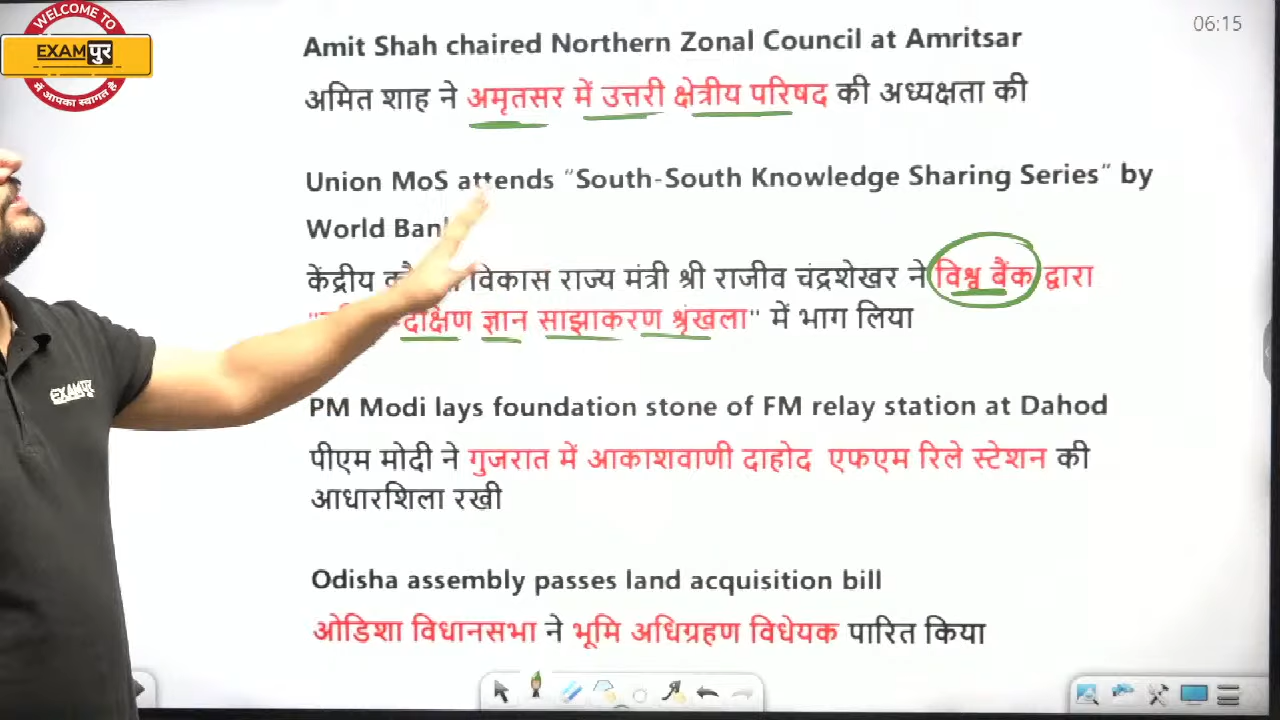 WELCOME TO
EXAMपुर
में आपका स्वागत है
06:15
Amit Shah chaired Northern Zonal Council at Amritsar
अमित शाह ने अमृतसर में उत्तरी क्षेत्रीय परिषद की अध्यक्षता की
Union MoS attends “South-South Knowledge Sharing Series” by
World Ban
केंद्रीय विकास राज्य मंत्री श्री राजीव चंद्रशेखर ने विश्व बैंक द्वारा
दक्षिण ज्ञान साझाकरण श्रृंखला" में भाग लिया
EXAMपुर
PM Modi lays foundation stone of FM relay station at Dahod
पीएम मोदी ने गुजरात में आकाशवाणी दाहोद एफएम रिले स्टेशन की
आधारशिला रखी
Odisha assembly passes land acquisition bill
ओडिशा विधानसभा ने भूमि अधिग्रहण विधेयक पारित किया